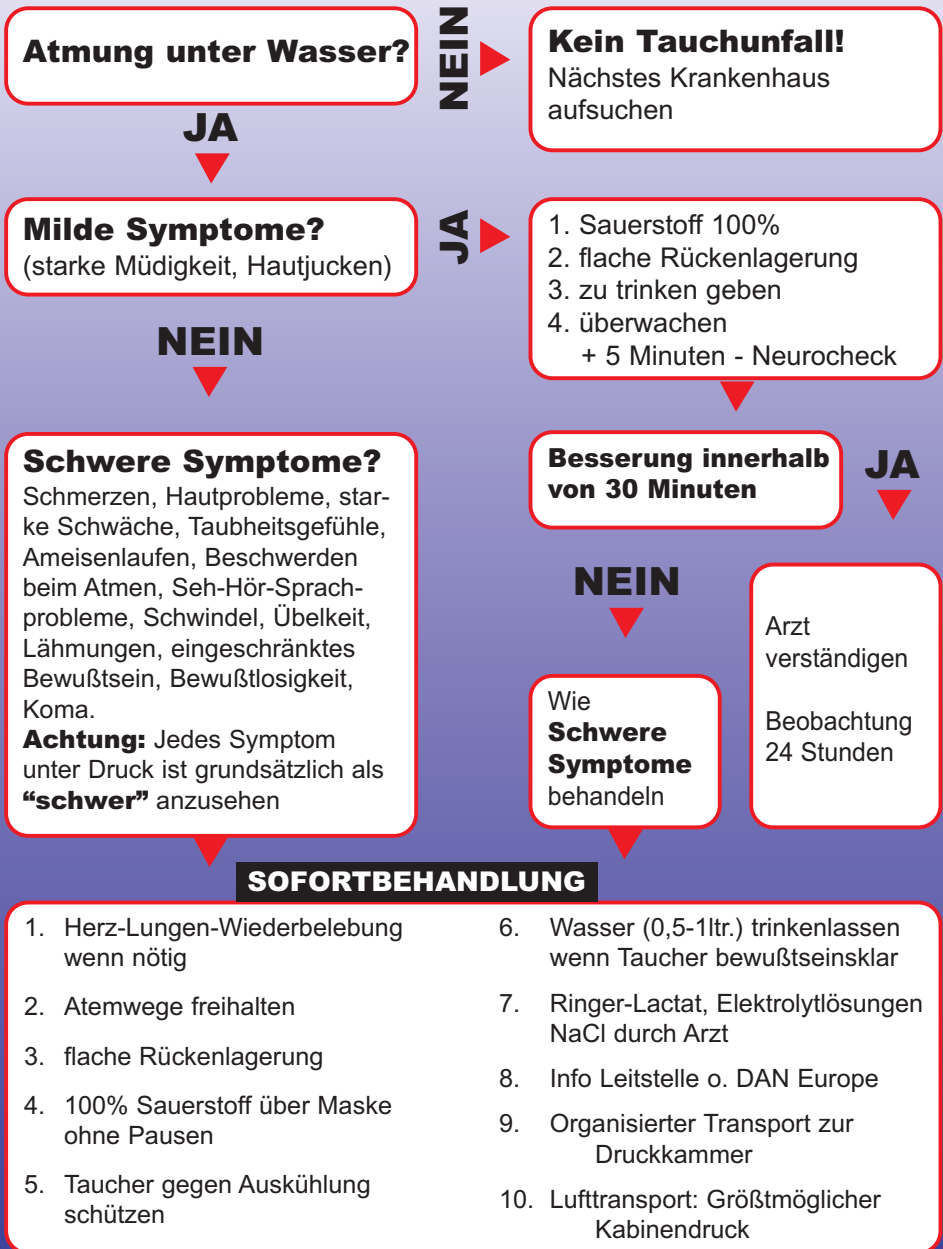 Atmung unter Wasser?
NEIN
Kein Tauchunfall!
Nächstes Krankenhaus
aufsuchen
JA
Milde Symptome?
(starke Müdigkeit, Hautjucken)
JA
1. Sauerstoff 100%
2. flache Rückenlagerung
3. zu trinken geben
4. überwachen
+ 5 Minuten - Neurocheck
NEIN
Schwere Symptome?
Schmerzen, Hautprobleme, star-
ke Schwäche, Taubheitsgefühle,
Ameisenlaufen, Beschwerden
beim Atmen, Seh-Hör-Sprach-
probleme, Schwindel, Übelkeit,
Lähmungen, eingeschränktes
Bewußtsein, Bewußtlosigkeit,
Koma.
Achtung: Jedes Symptom
unter Druck ist grundsätzlich als
“schwer” anzusehen
Besserung innerhalb
von 30 Minuten
JA
NEIN
Arzt
verständigen
Beobachtung
24 Stunden
Wie
Schwere
Symptome
behandeln
SOFORTBEHANDLUNG
1. Herz-Lungen-Wiederbelebung
wenn nötig
2. Atemwege freihalten
3. flache Rückenlagerung
4. 100% Sauerstoff über Maske
ohne Pausen
5. Taucher gegen Auskühlung
schützen
6. Wasser (0,5-1ltr.) trinkenlassen
wenn Taucher bewußtseinsklar
7. Ringer-Lactat, Elektrolytlösungen
NaCl durch Arzt
8. Info Leitstelle o. DAN Europe
9. Organisierter Transport zur
Druckkammer
10. Lufttransport: Größtmöglicher
Kabinendruck